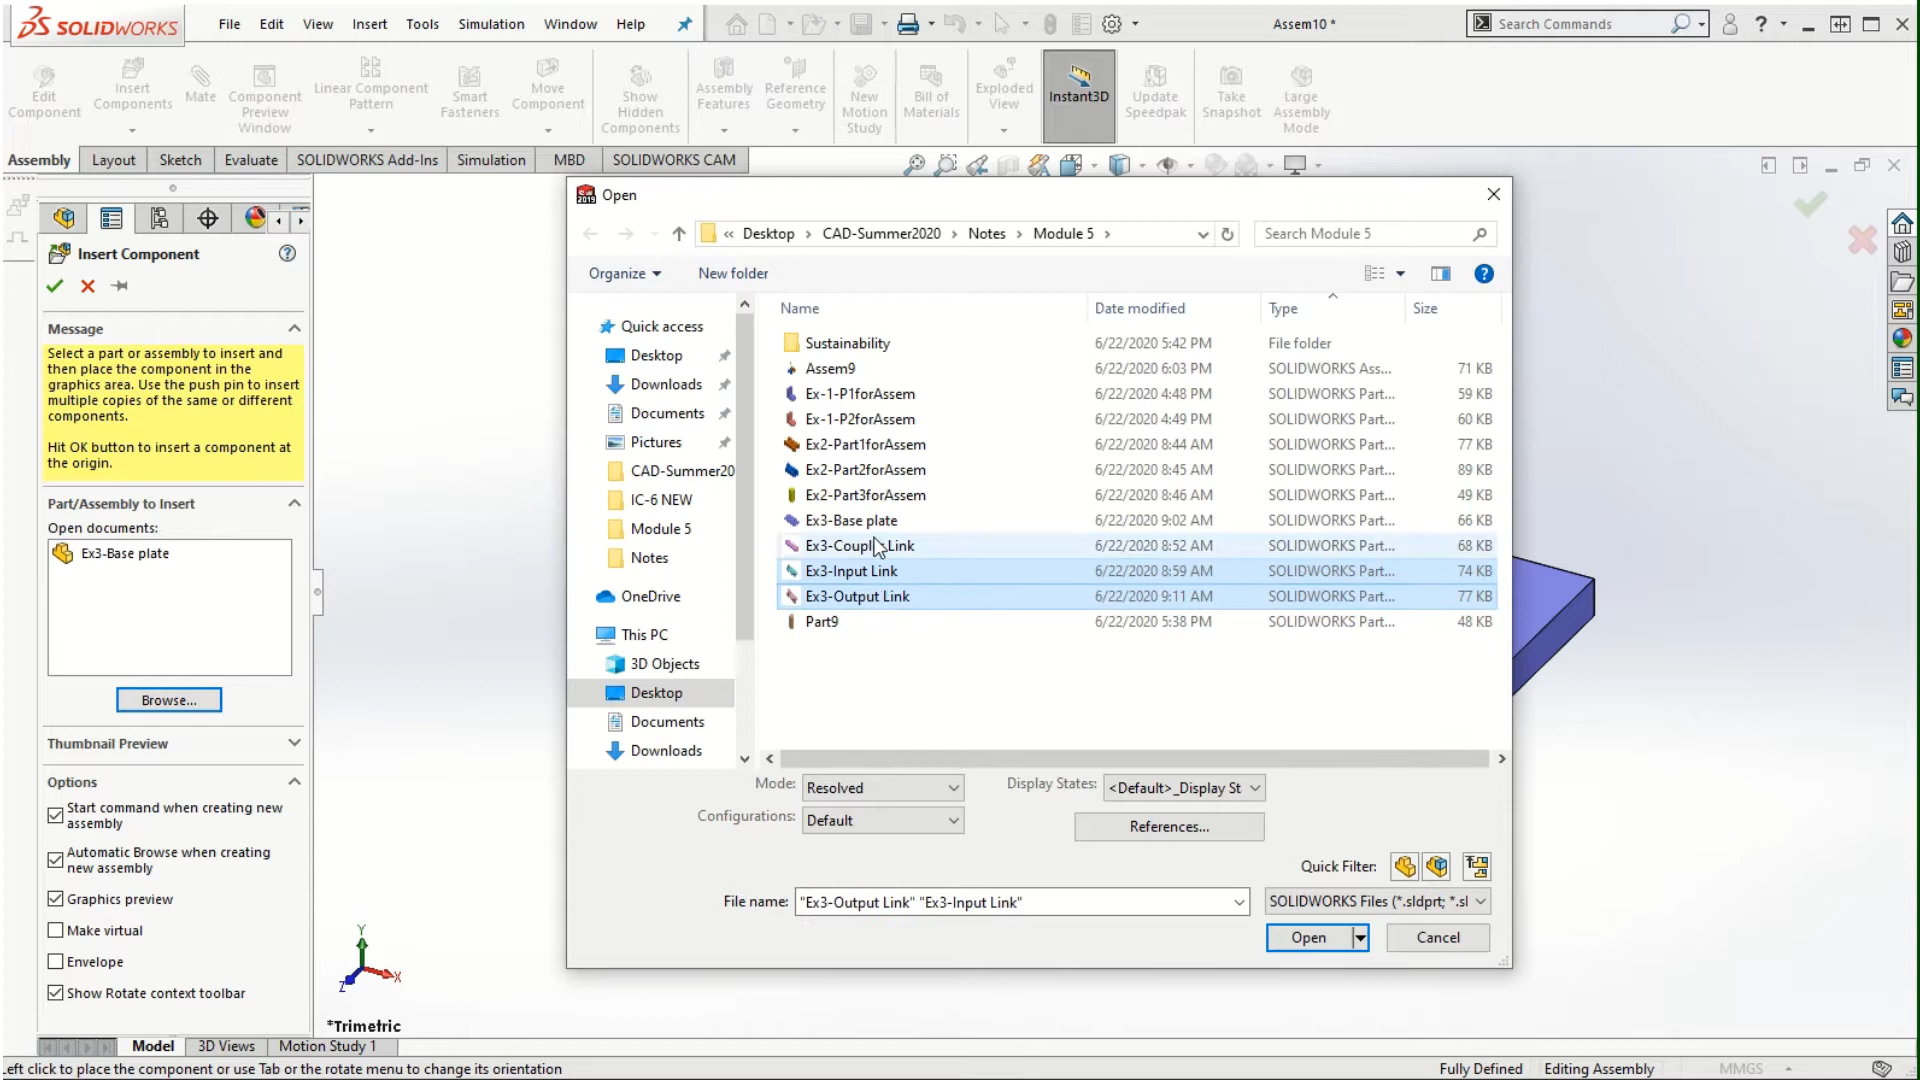 SOLIDWORKS
File Edit View Insert Tools Simulation Window Help
Assem10 *
Search Commands
Edit Component
Insert Components
Mate
Component Preview Window
Linear Component Pattern
Smart Fasteners
Move Component
Show Hidden Components
Assembly Features
Reference Geometry
New Motion Study
Bill of Materials
Exploded View
Instant3D
Update Speedpak
Take Snapshot
Large Assembly Mode
Assembly Layout Sketch Evaluate SOLIDWORKS Add-Ins Simulation MBD SOLIDWORKS CAM
Insert Component
Message
Select a part or assembly to insert and
then place the component in the
graphics area. Use the push pin to insert
multiple copies of the same or different
components.
Hit OK button to insert a component at
the origin.
Part/Assembly to Insert
Open documents:
Ex3-Base plate
Browse...
Thumbnail Preview
Options
Start command when creating new
assembly
Automatic Browse when creating
new assembly
Graphics preview
Make virtual
Envelope
Show Rotate context toolbar
Open
« Desktop > CAD-Summer2020 > Notes > Module 5 >
Search Module 5
Organize New folder
Quick access
Desktop
Downloads
Documents
Pictures
CAD-Summer20
IC-6 NEW
Module 5
Notes
OneDrive
This PC
3D Objects
Desktop
Documents
Downloads
Name Date modified Type Size
Sustainability 6/22/2020 5:42 PM File folder
Assem9 6/22/2020 6:03 PM SOLIDWORKS Ass... 71 KB
Ex-1-P1forAssem 6/22/2020 4:48 PM SOLIDWORKS Part... 59 KB
Ex-1-P2forAssem 6/22/2020 4:49 PM SOLIDWORKS Part... 60 KB
Ex2-Part1forAssem 6/22/2020 8:44 AM SOLIDWORKS Part... 77 KB
Ex2-Part2forAssem 6/22/2020 8:45 AM SOLIDWORKS Part... 89 KB
Ex2-Part3forAssem 6/22/2020 8:46 AM SOLIDWORKS Part... 49 KB
Ex3-Base plate 6/22/2020 9:02 AM SOLIDWORKS Part... 66 KB
Link 6/22/2020 8:52 AM SOLIDWORKS Part... 68 KB
Ex3-Input Link 6/22/2020 8:59 AM SOLIDWORKS Part... 74 KB
Ex3-Output Link 6/22/2020 9:11 AM SOLIDWORKS Part... 77 KB
Part9 6/22/2020 5:38 PM SOLIDWORKS Part... 48 KB
Mode: Resolved
Display States: <Default>_Display St
Configurations: Default
References...
Quick Filter:
File name: "Ex3-Output Link" "Ex3-Input Link"
SOLIDWORKS Files (*.sldprt; *.sl
Open Cancel
Y
X
Z
*Trimetric
Model 3D Views Motion Study 1
eft click to place the component or use Tab or the rotate menu to change its orientation
Fully Defined Editing Assembly MMGS